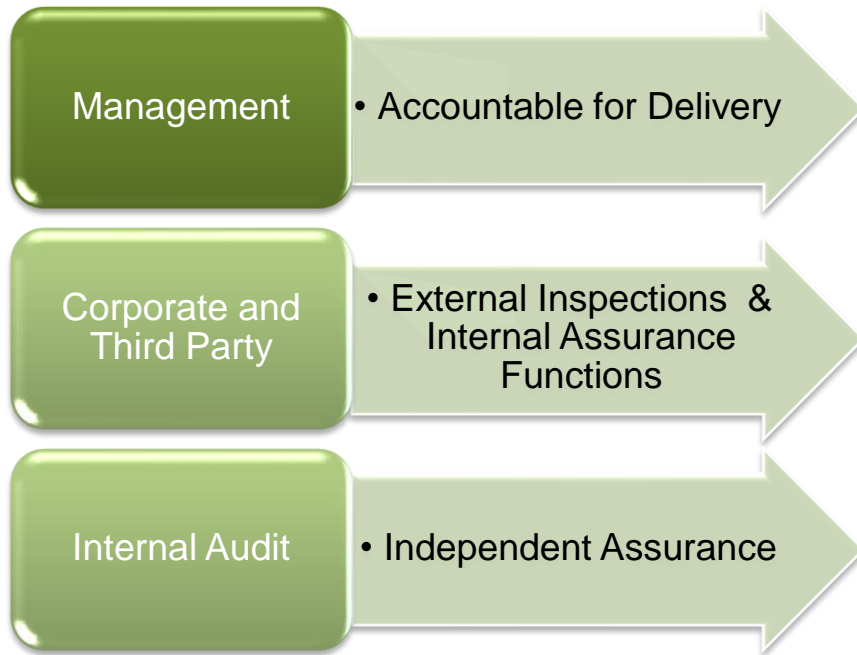 Management
• Accountable for Delivery
Corporate and
Third Party
• External Inspections &
Internal Assurance
Functions
Internal Audit
• Independent Assurance